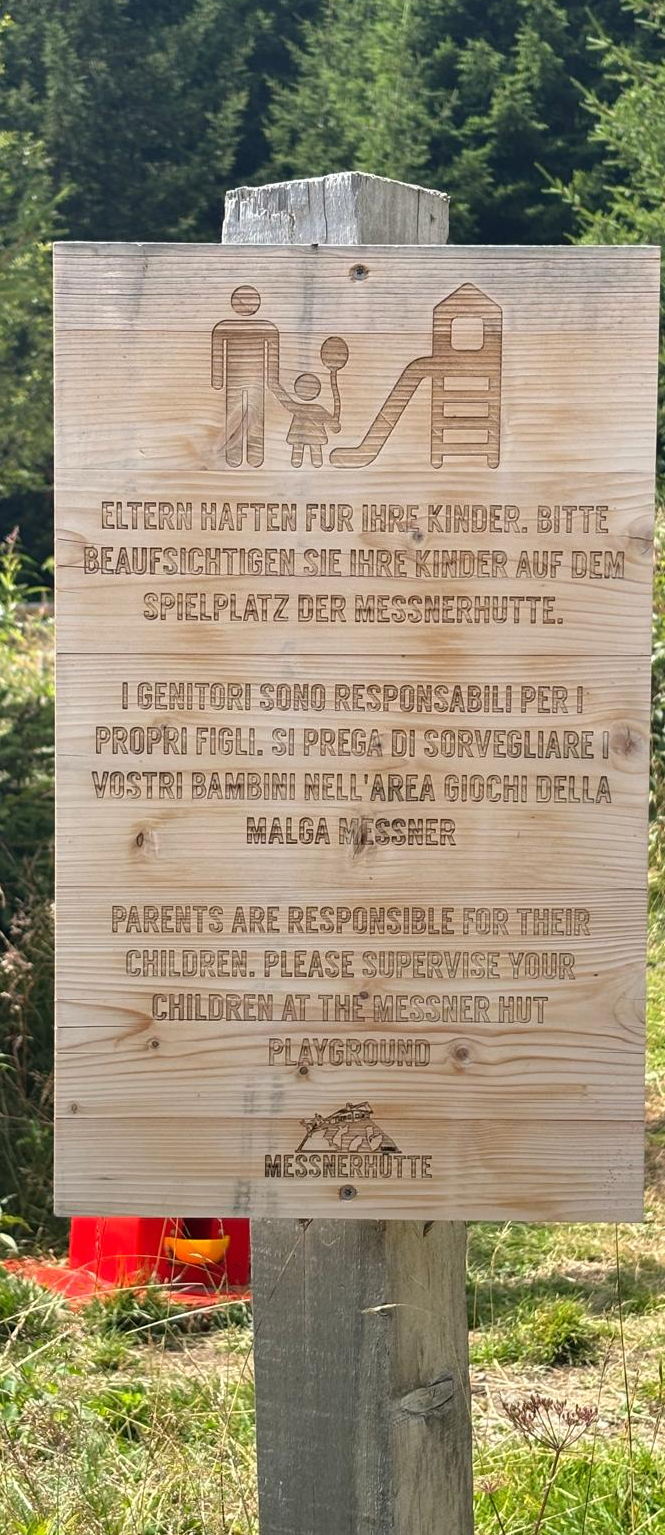 ELTERN HAFTEN FUR IHRE KINDER. BITTE
BEAUFSICHTIGEN SIE IHRE KINDER AUF DEM
SPIELPLATZ DER MESSNERHUTTE.
I GENITORI SONO RESPONSABILI PER I
PROPRI FIGLI. SI PREGA DI SORVEGLIARE I
VOSTRI BAMBINI NELL'AREA GIOCHI DELLA
MALGA MESSNER
PARENTS ARE RESPONSIBLE FOR THEIR
CHILDREN. PLEASE SUPERVISE YOUR
CHILDREN AT THE MESSNER HUT
PLAYGROUND
MESSNERHÜTTE